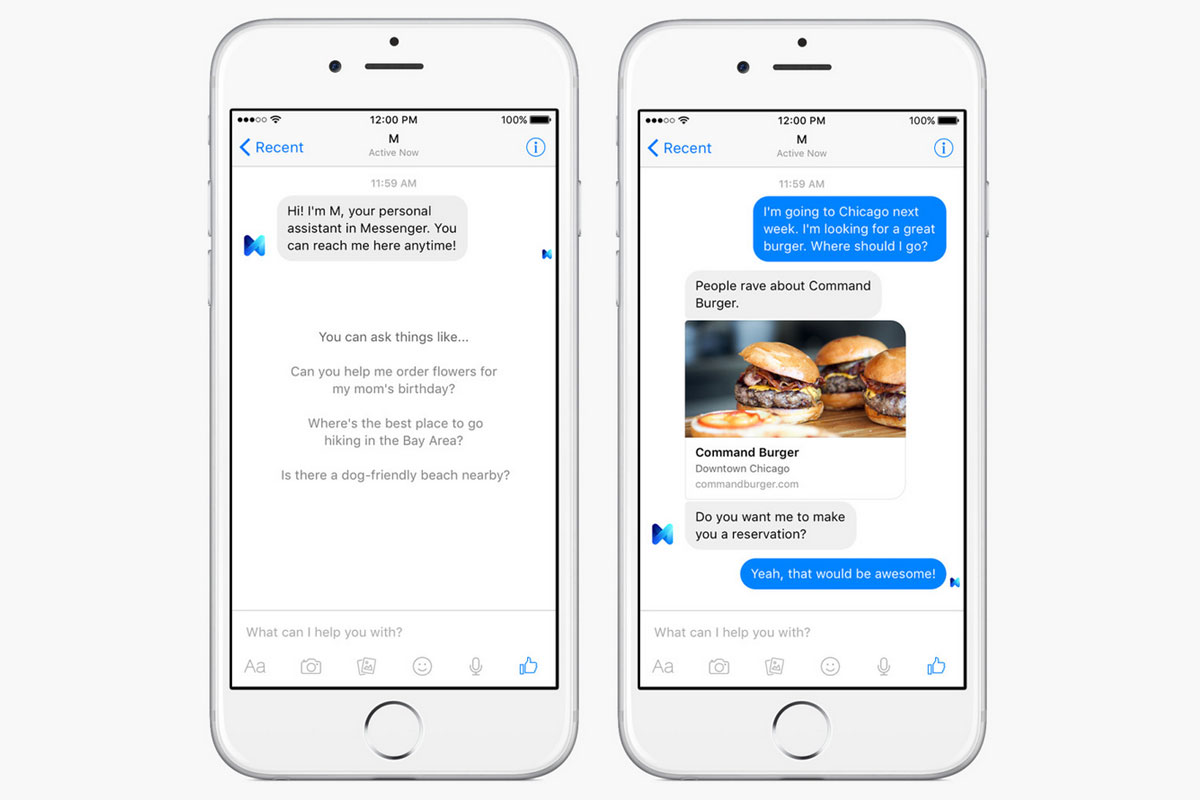 12:00 PM
100%
Recent
M
Active Now
11:59 AM
Hi! I'm M, your personal
assistant in Messenger. You
can reach me here anytime!
You can ask things like...
Can you help me order flowers for
my mom's birthday?
Where's the best place to go
hiking in the Bay Area?
Is there a dog-friendly beach nearby?
What can I help you with?
Aa
12:00 PM
100%
Recent
M
Active Now
11:59 AM
I'm going to Chicago next
week. I'm looking for a great
burger. Where should I go?
People rave about Command
Burger.
Command Burger
Downtown Chicago
commandburger.com
Do you want me to make
you a reservation?
Yeah, that would be awesome!
What can I help you with?
Aa